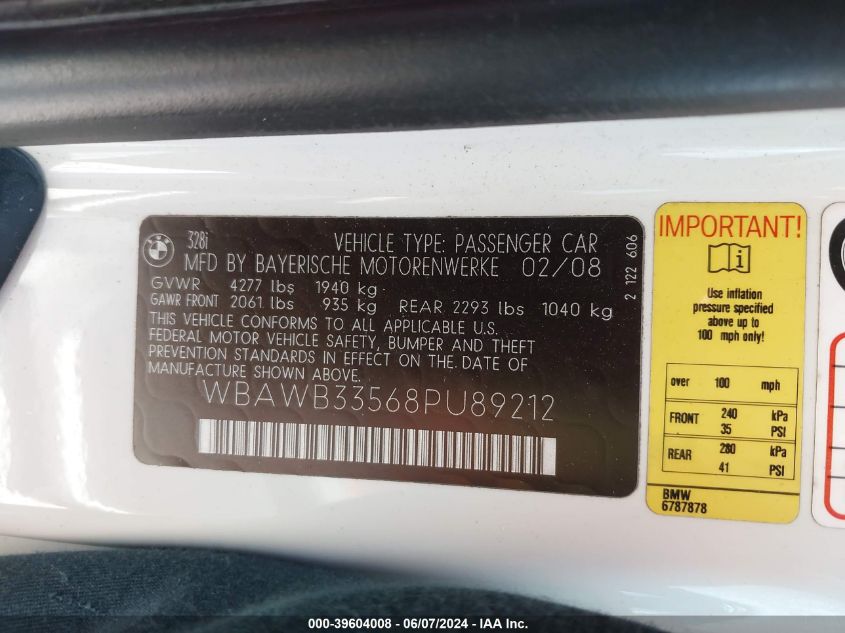 BMW
328i VEHICLE TYPE: PASSENGER CAR
MFD BY BAYERISCHE MOTORENWERKE 02/08
GVWR 4277 lbs 1940 kg
GAWR FRONT 2061 lbs 935 kg REAR 2293 lbs 1040 kg
THIS VEHICLE CONFORMS TO ALL APPLICABLE U.S.
FEDERAL MOTOR VEHICLE SAFETY, BUMPER AND THEFT
PREVENTION STANDARDS IN EFFECT ON THE DATE OF
MANUFACTURE SHOWN ABOVE.
WBAWB33568PU89212
2 122 606
IMPORTANT!
i
Use inflation
pressure specified
above up to
100 mph only!
over 100 mph
FRONT 240 kPa
35 PSI
REAR 280 kPa
41 PSI
BMW
6787878
000-39604008 - 06/07/2024 - IAA Inc.